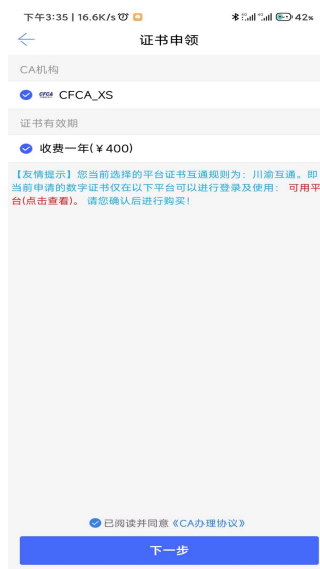 下午3:35 | 16.6K/s
42%
证书申领
CA机构
CFCA CFCA_XS
证书有效期
收费一年(￥400)
【友情提示】您当前选择的平台证书互通规则为：川渝互通。即
当前申请的数字证书仅在以下平台可以进行登录及使用： 可用平
台(点击查看)。 请您确认后进行购买！
已阅读并同意《CA办理协议》
下一步